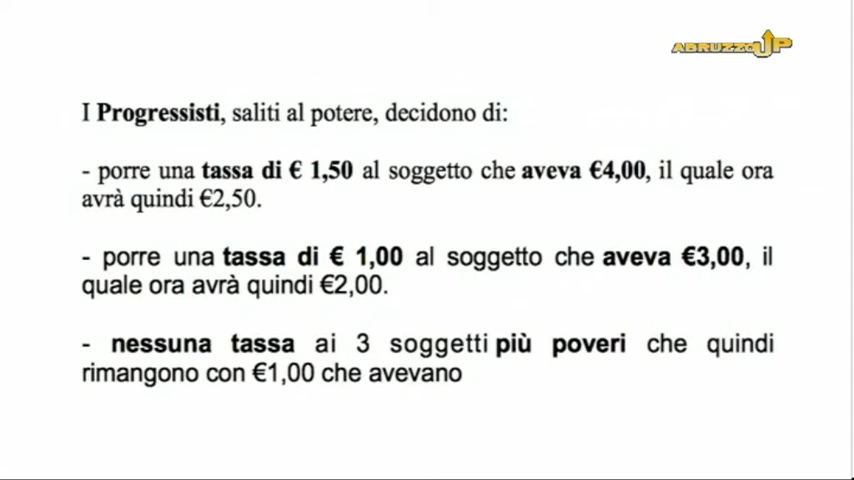 ABRUZZOUP
I Progressisti, saliti al potere, decidono di:
- porre una tassa di € 1,50 al soggetto che aveva €4,00, il quale ora
avrà quindi €2,50.
- porre una tassa di € 1,00 al soggetto che aveva €3,00, il
quale ora avrà quindi €2,00.
- nessuna tassa ai 3 soggetti più poveri che quindi
rimangono con €1,00 che avevano